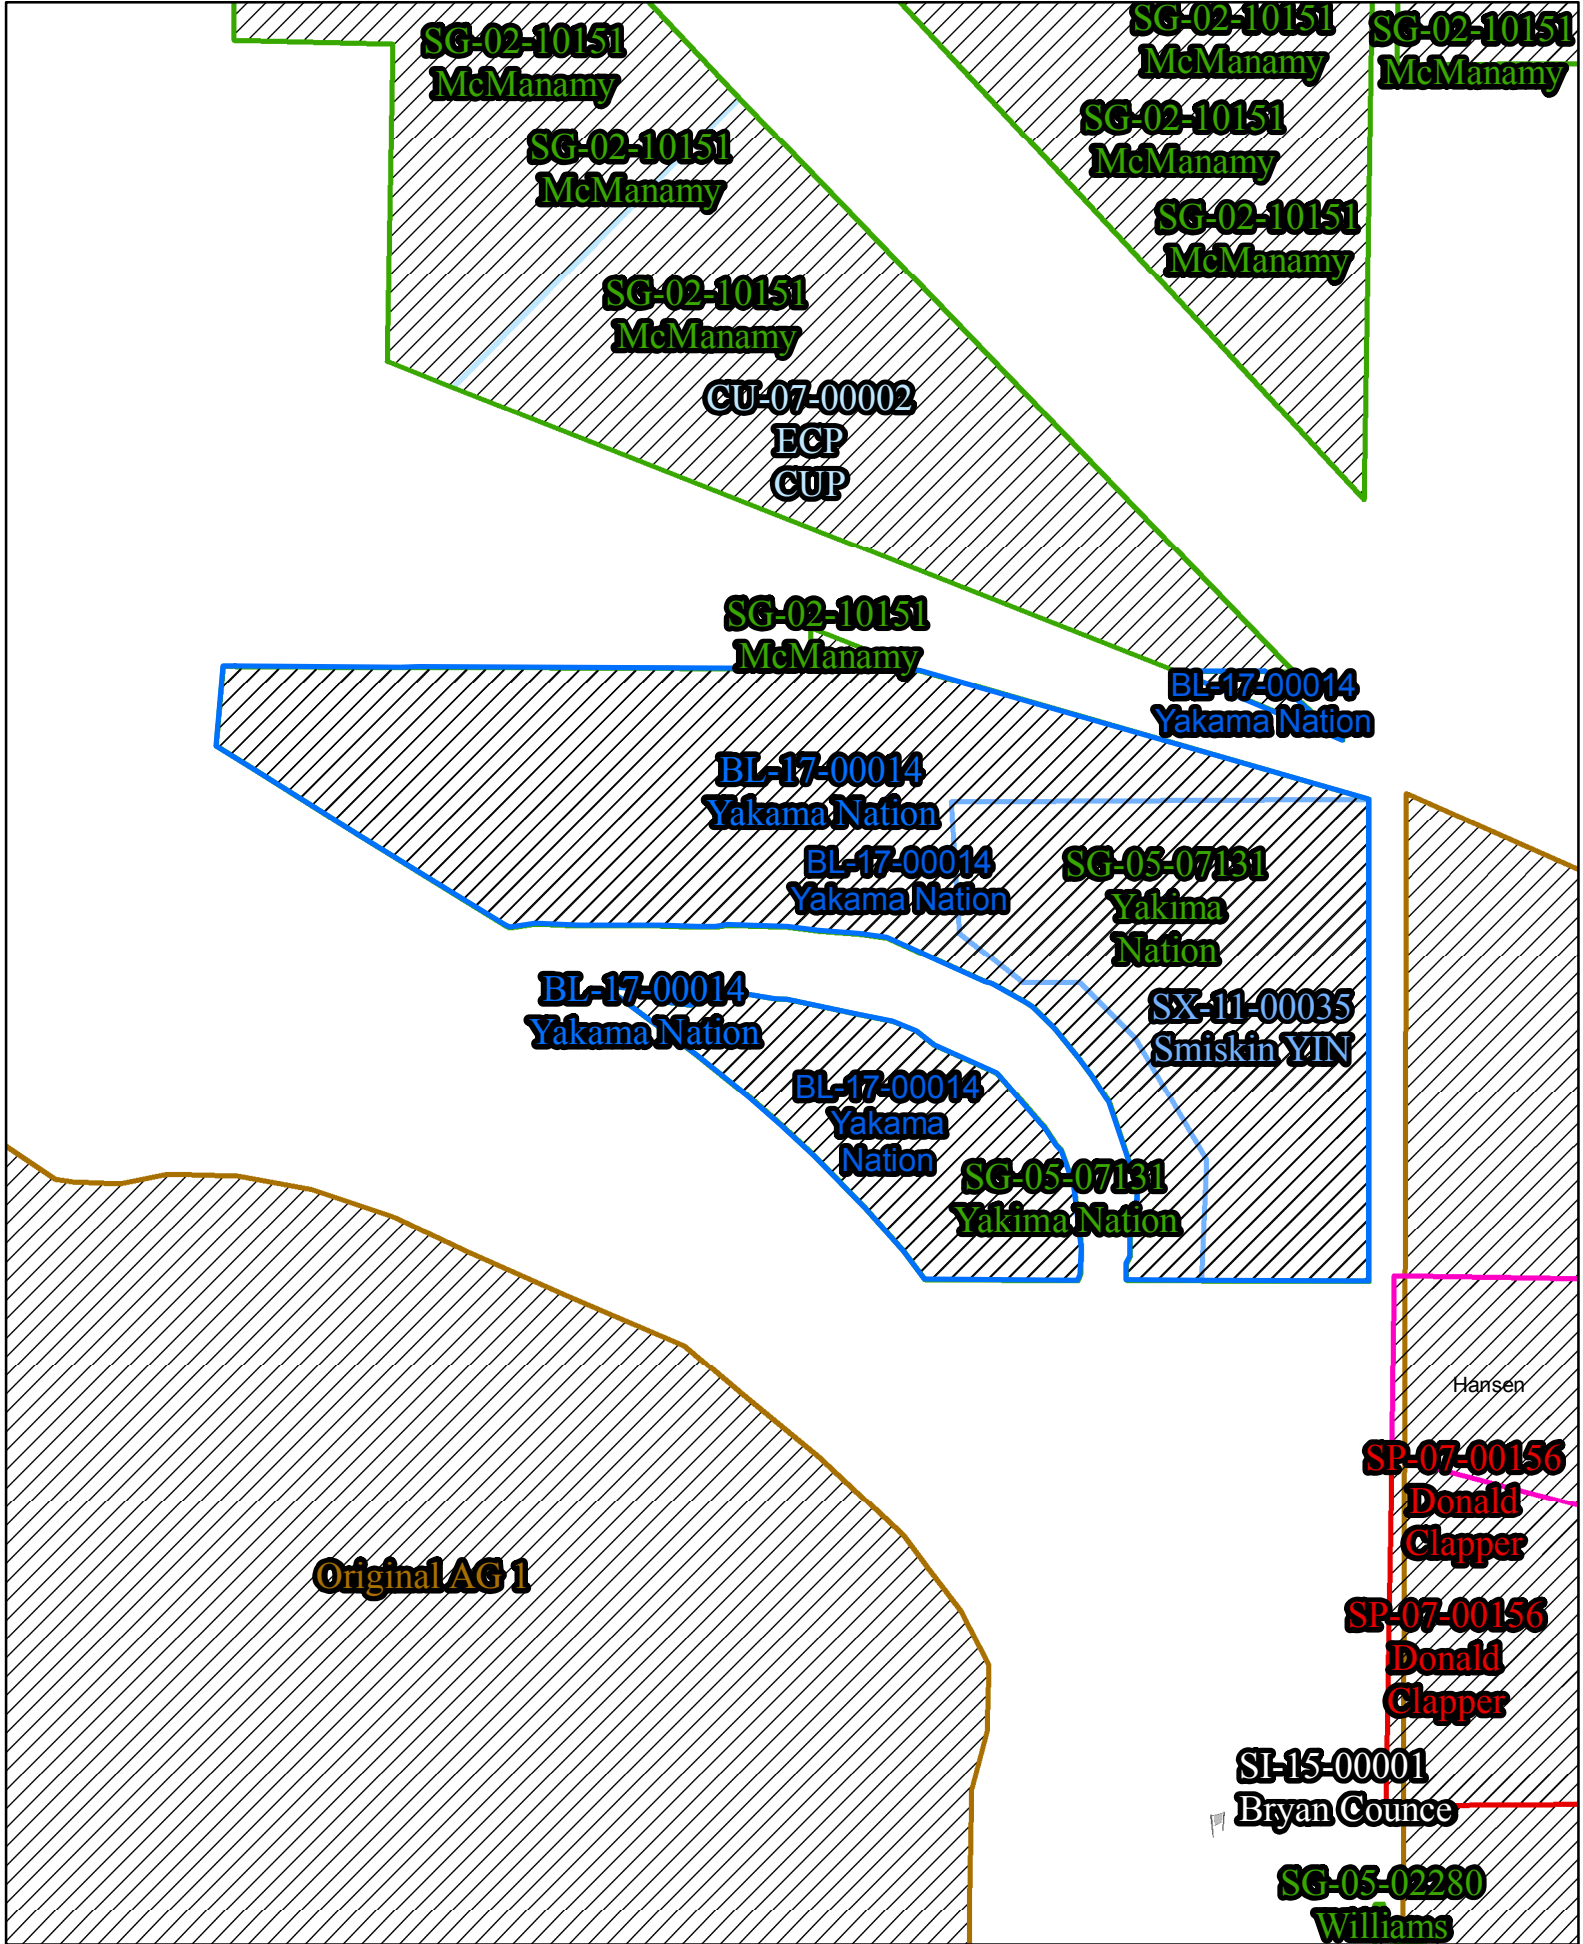 SG-02-10151
McManamy
SG-02-10151
McManamy
SG-02-10151
McManamy
SG-02-10151
McManamy
SG-02-10151
McManamy
SG-02-10151
McManamy
SG-02-10151
McManamy
CU-07-00002
ECP
CUP
SG-02-10151
McManamy
BL-17-00014
Yakama Nation
BL-17-00014
Yakama Nation
BL-17-00014
Yakama Nation
SG-05-07131
Yakima
Nation
BL-17-00014
Yakama Nation
SX-11-00035
Smiskin YIN
BL-17-00014
Yakama
Nation
SG-05-07131
Yakima Nation
Hansen
SP-07-00156
Donald
Clapper
Original AG 1
SP-07-00156
Donald
Clapper
SI-15-00001
Bryan Counce
SG-05-02280
Williams